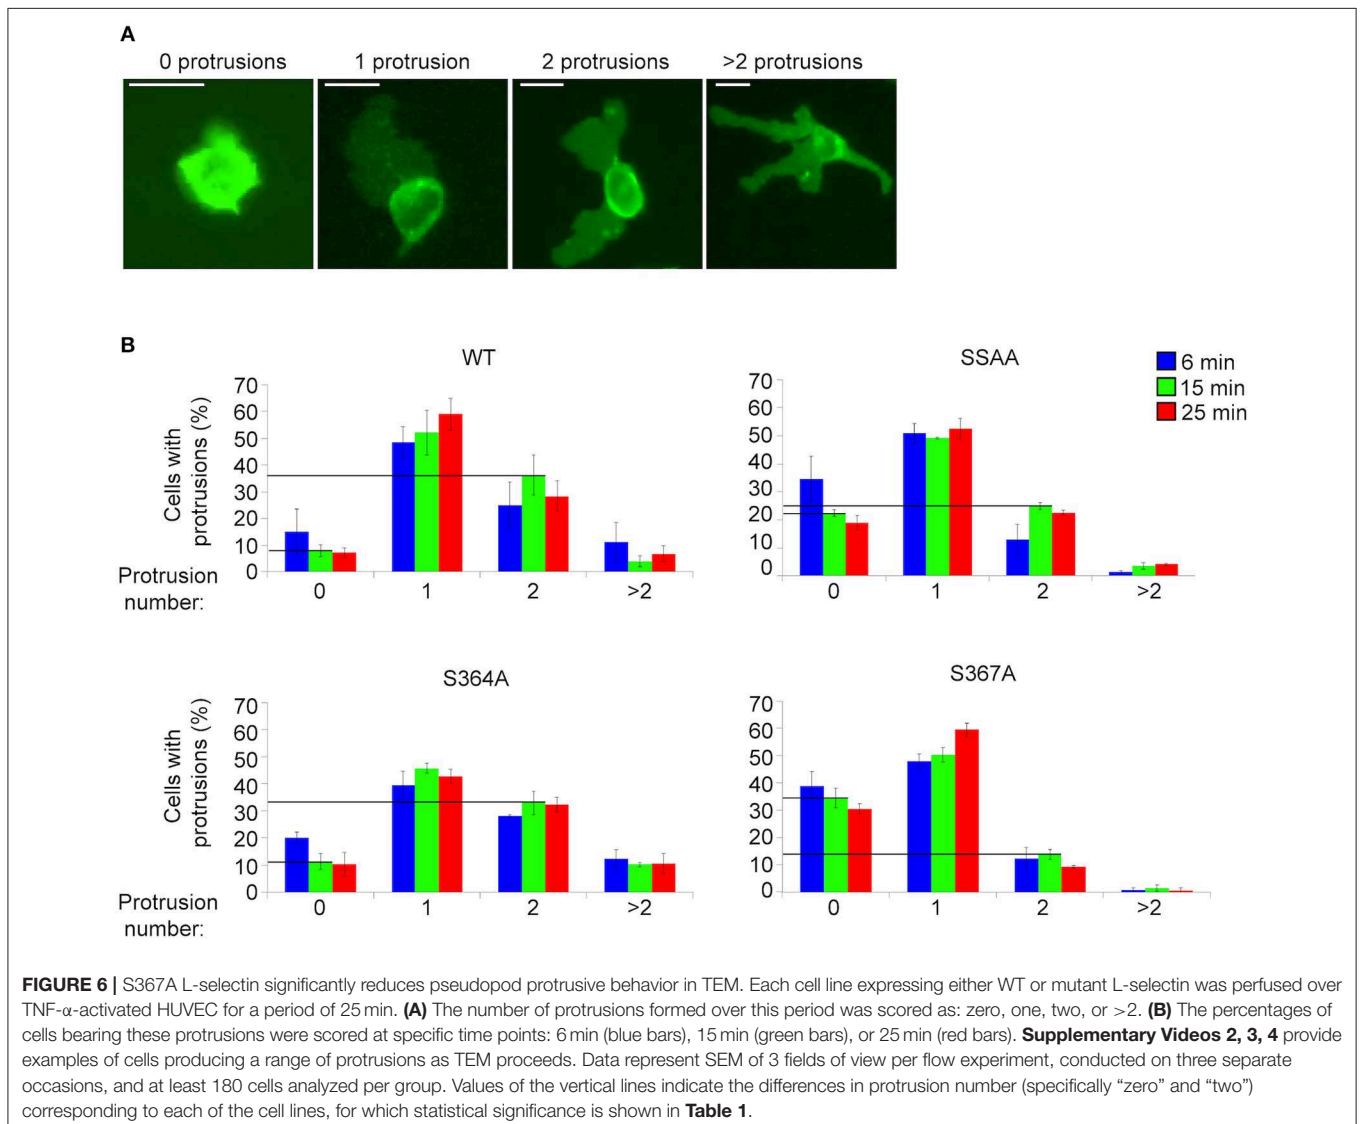 A
0 protrusions 1 protrusion 2 protrusions >2 protrusions
B
WT
70
60
50
40
30
20
10
0
Cells with
protrusions (%)
Protrusion
number:
0 1 2 >2
SSAA
70
60
50
40
30
20
10
0
0 1 2 >2
6 min
15 min
25 min
S364A
70
60
50
40
30
20
10
0
Cells with
protrusions (%)
Protrusion
number:
0 1 2 >2
S367A
70
60
50
40
30
20
10
0
0 1 2 >2
FIGURE 6 | S367A L-selectin significantly reduces pseudopod protrusive behavior in TEM. Each cell line expressing either WT or mutant L-selectin was perfused over
TNF-α-activated HUVEC for a period of 25 min. (A) The number of protrusions formed over this period was scored as: zero, one, two, or >2. (B) The percentages of
cells bearing these protrusions were scored at specific time points: 6 min (blue bars), 15 min (green bars), or 25 min (red bars). Supplementary Videos 2, 3, 4 provide
examples of cells producing a range of protrusions as TEM proceeds. Data represent SEM of 3 fields of view per flow experiment, conducted on three separate
occasions, and at least 180 cells analyzed per group. Values of the vertical lines indicate the differences in protrusion number (specifically “zero” and “two”)
corresponding to each of the cell lines, for which statistical significance is shown in Table 1.